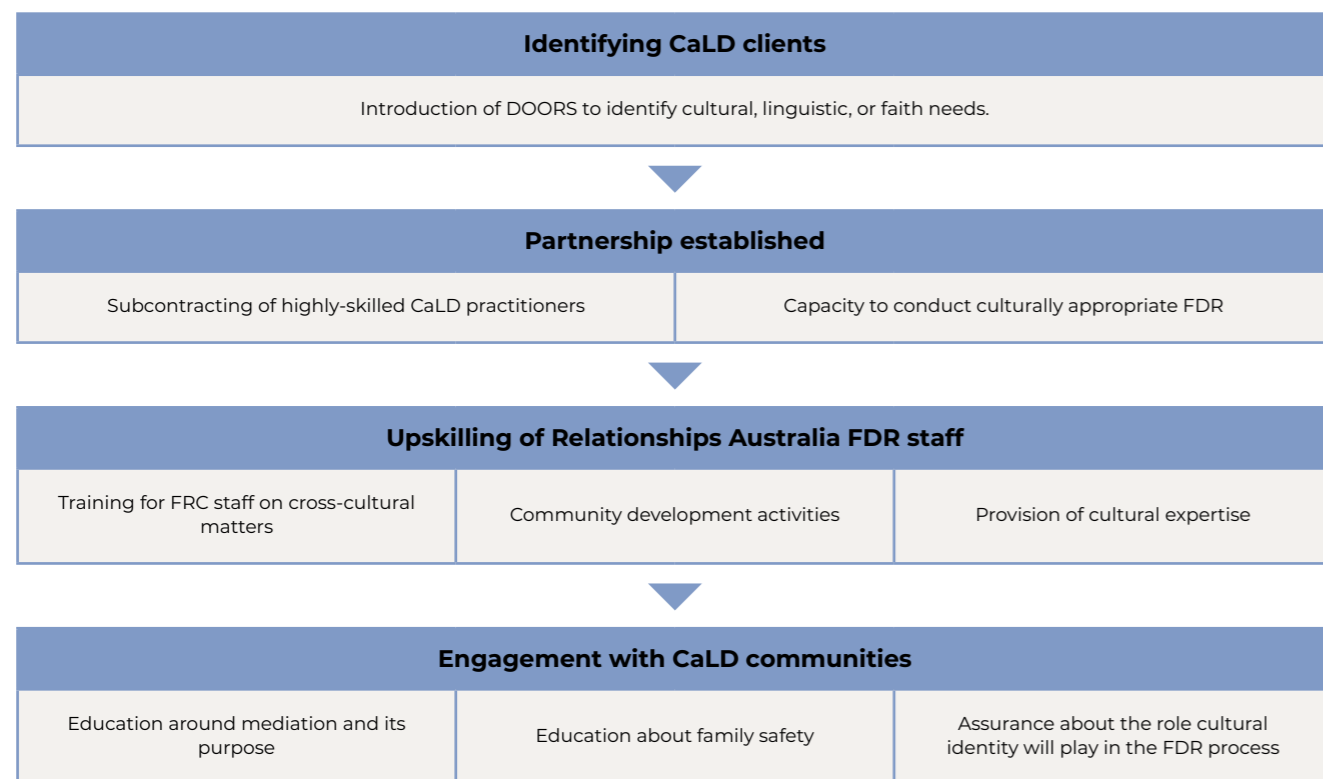 Identifying CaLD clients
Introduction of DOORS to identify cultural, linguistic, or faith needs.
Partnership established
Subcontracting of highly-skilled CaLD practitioners
Capacity to conduct culturally appropriate FDR
Upskilling of Relationships Australia FDR staff
Training for FRC staff on cross-cultural
matters
Community development activities
Provision of cultural expertise
Engagement with CaLD communities
Education around mediation and its
purpose
Education about family safety
Assurance about the role cultural
identity will play in the FDR process